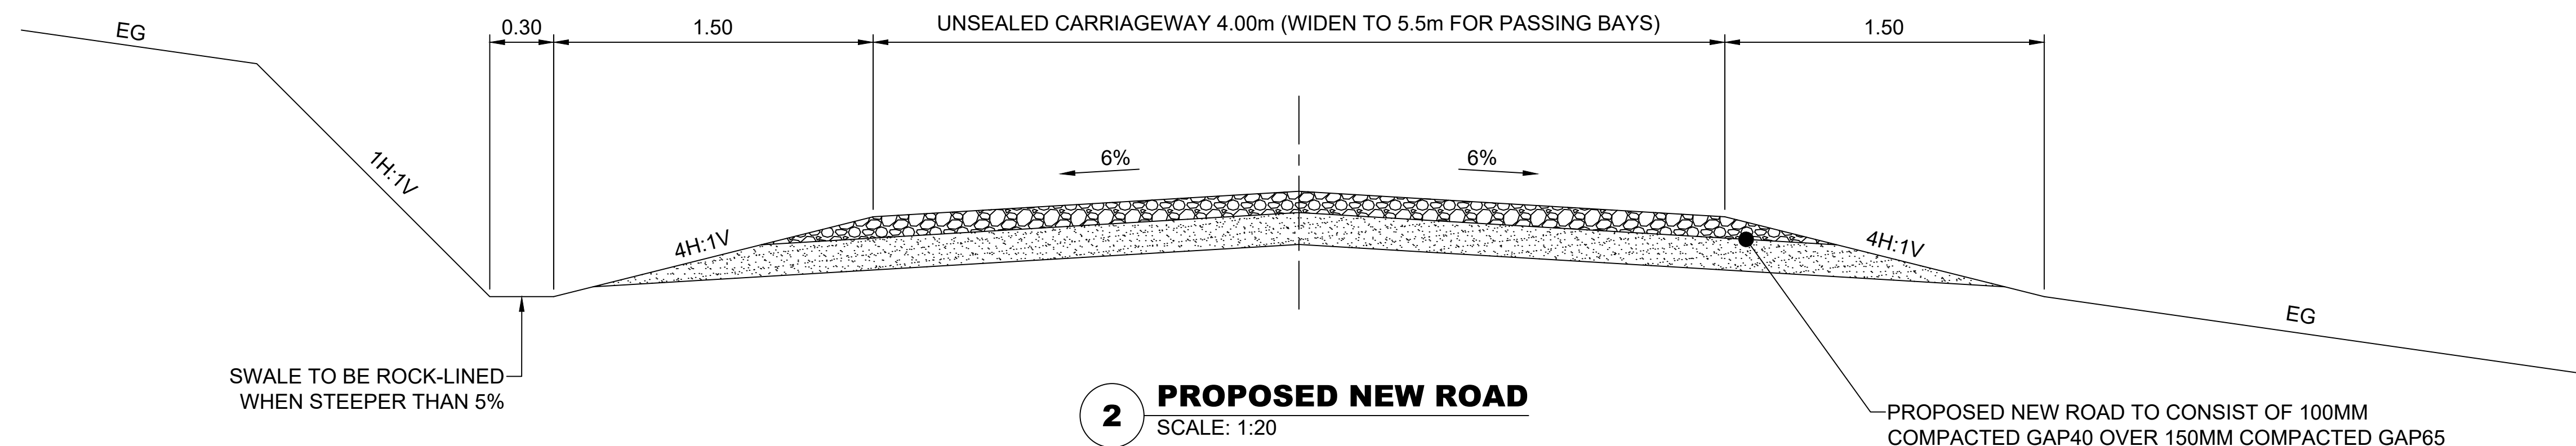 EG
0.30
1.50
UNSEALED CARRIAGEWAY 4.00m (WIDEN TO 5.5m FOR PASSING BAYS)
1.50
1H:1V
6%
6%
4H:1V
4H:1V
EG
SWALE TO BE ROCK-LINED
WHEN STEEPER THAN 5%
2
PROPOSED NEW ROAD
SCALE: 1:20
PROPOSED NEW ROAD TO CONSIST OF 100MM
COMPACTED GAP40 OVER 150MM COMPACTED GAP65